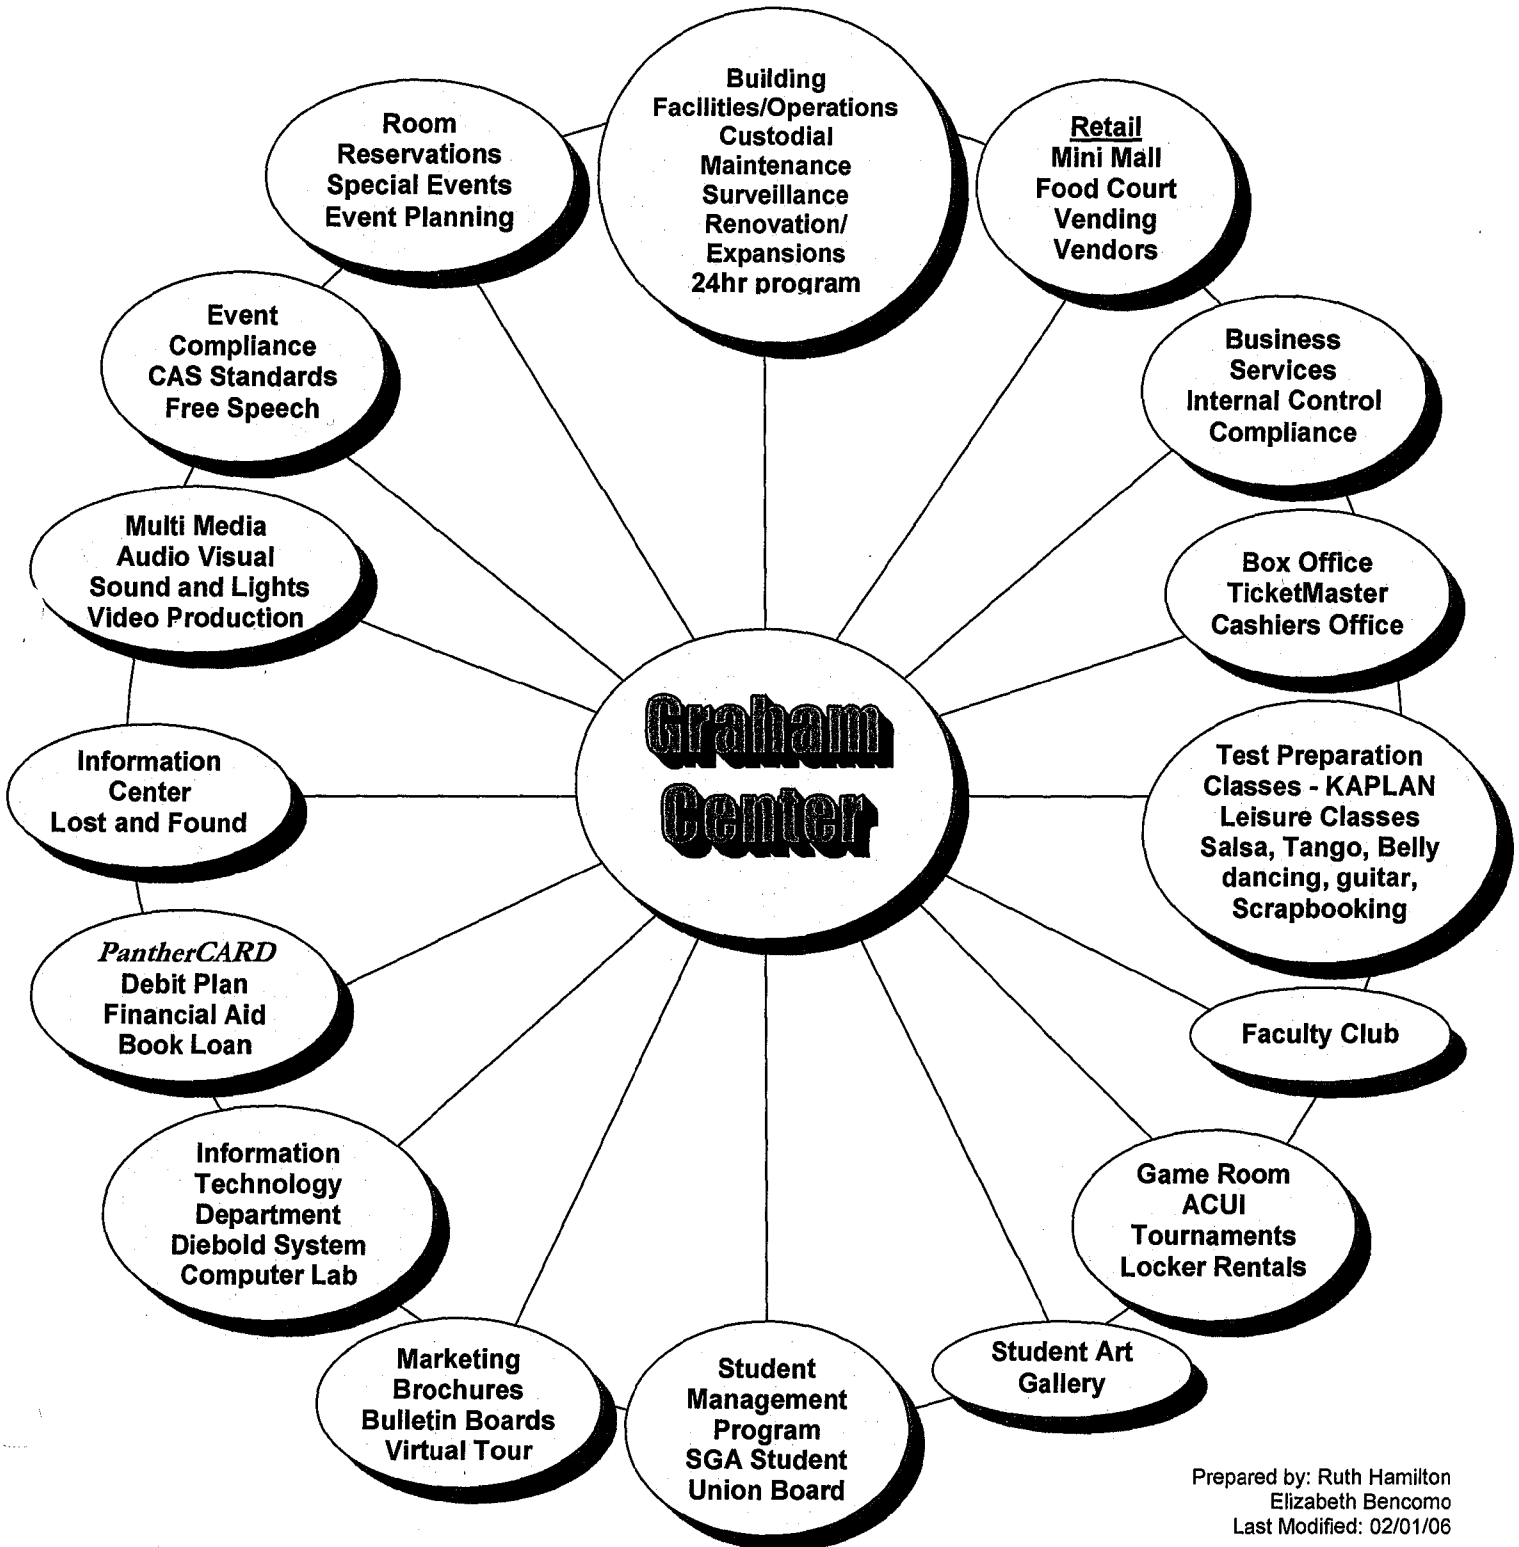 Building
Facilities/Operations
Custodial
Maintenance
Surveillance
Renovation/
Expansions
24hr program
Retail
Mini Mall
Food Court
Vending
Vendors
Business
Services
Internal Control
Compliance
Box Office
TicketMaster
Cashiers Office
Test Preparation
Classes - KAPLAN
Leisure Classes
Salsa, Tango, Belly
dancing, guitar,
Scrapbooking
Faculty Club
Game Room
ACUI
Tournaments
Locker Rentals
Student Art
Gallery
Student
Management
Program
SGA Student
Union Board
Marketing
Brochures
Bulletin Boards
Virtual Tour
Information
Technology
Department
Diebold System
Computer Lab
PantherCARD
Debit Plan
Financial Aid
Book Loan
Information
Center
Lost and Found
Multi Media
Audio Visual
Sound and Lights
Video Production
Event
Compliance
CAS Standards
Free Speech
Room
Reservations
Special Events
Event Planning
Graham
Center
Prepared by: Ruth Hamilton
Elizabeth Bencomo
Last Modified: 02/01/06